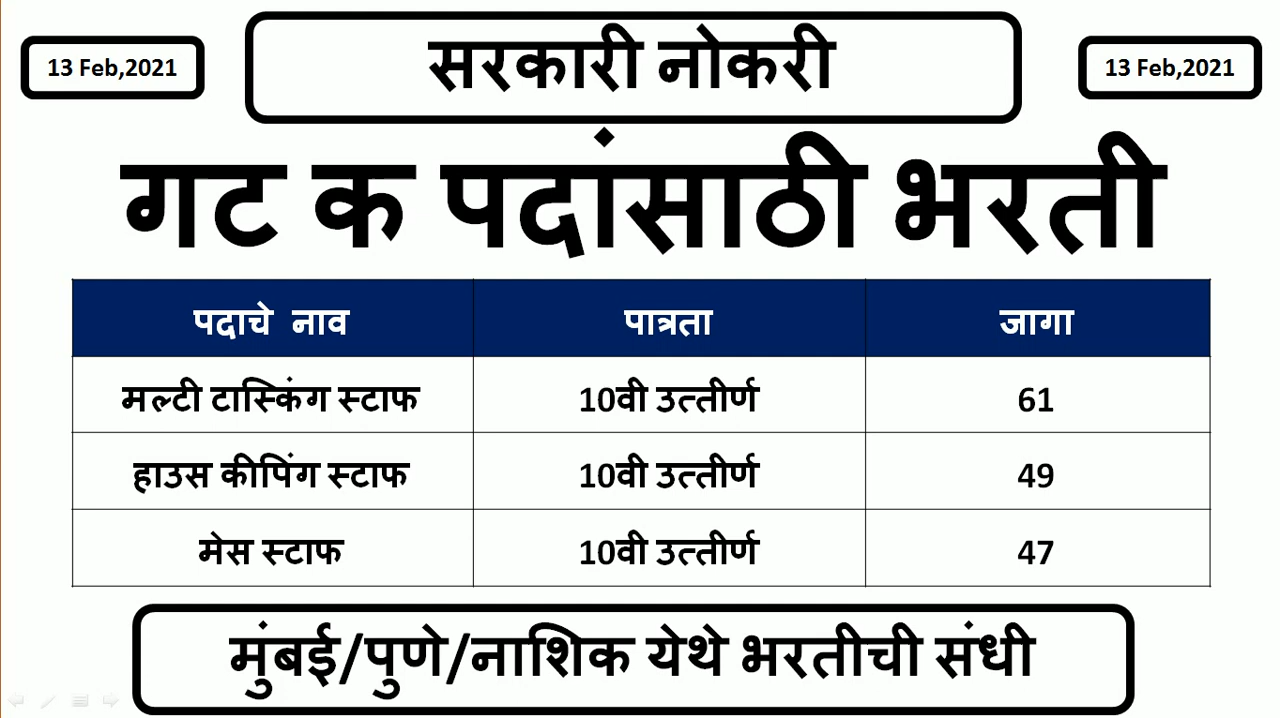 13 Feb,2021
सरकारी नोकरी
13 Feb,2021
गट क पदांसाठी भरती
पदाचे नाव पात्रता जागा
मल्टी टास्किंग स्टाफ 10वी उत्तीर्ण 61
हाउस कीपिंग स्टाफ 10वी उत्तीर्ण 49
मेस स्टाफ 10वी उत्तीर्ण 47
मुंबई/पुणे/नाशिक येथे भरतीची संधी